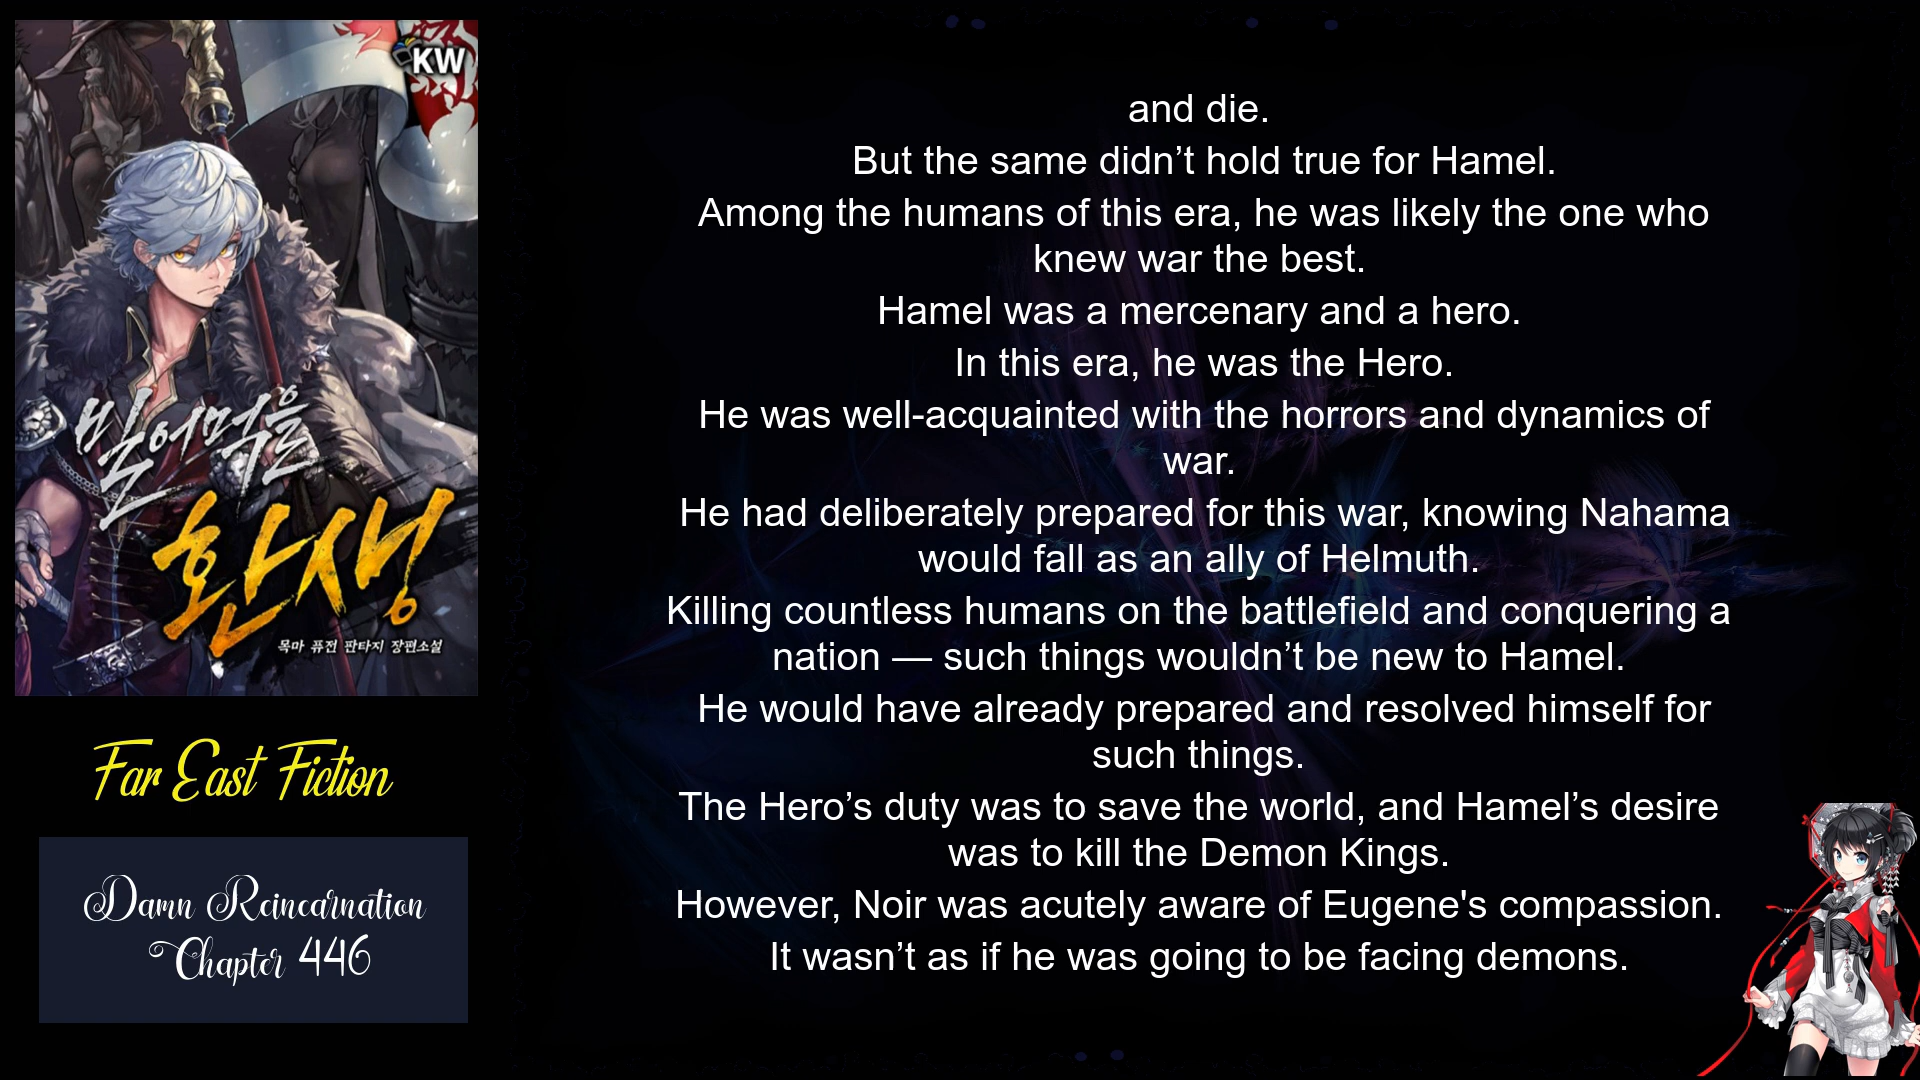 KW
빌어먹을
환생
목마 퓨전 판타지 장편소설
Far East Fiction
Damn Reincarnation
Chapter 446
and die.
But the same didn’t hold true for Hamel.
Among the humans of this era, he was likely the one who
knew war the best.
Hamel was a mercenary and a hero.
In this era, he was the Hero.
He was well-acquainted with the horrors and dynamics of
war.
He had deliberately prepared for this war, knowing Nahama
would fall as an ally of Helmuth.
Killing countless humans on the battlefield and conquering a
nation — such things wouldn’t be new to Hamel.
He would have already prepared and resolved himself for
such things.
The Hero’s duty was to save the world, and Hamel’s desire
was to kill the Demon Kings.
However, Noir was acutely aware of Eugene's compassion.
It wasn’t as if he was going to be facing demons.